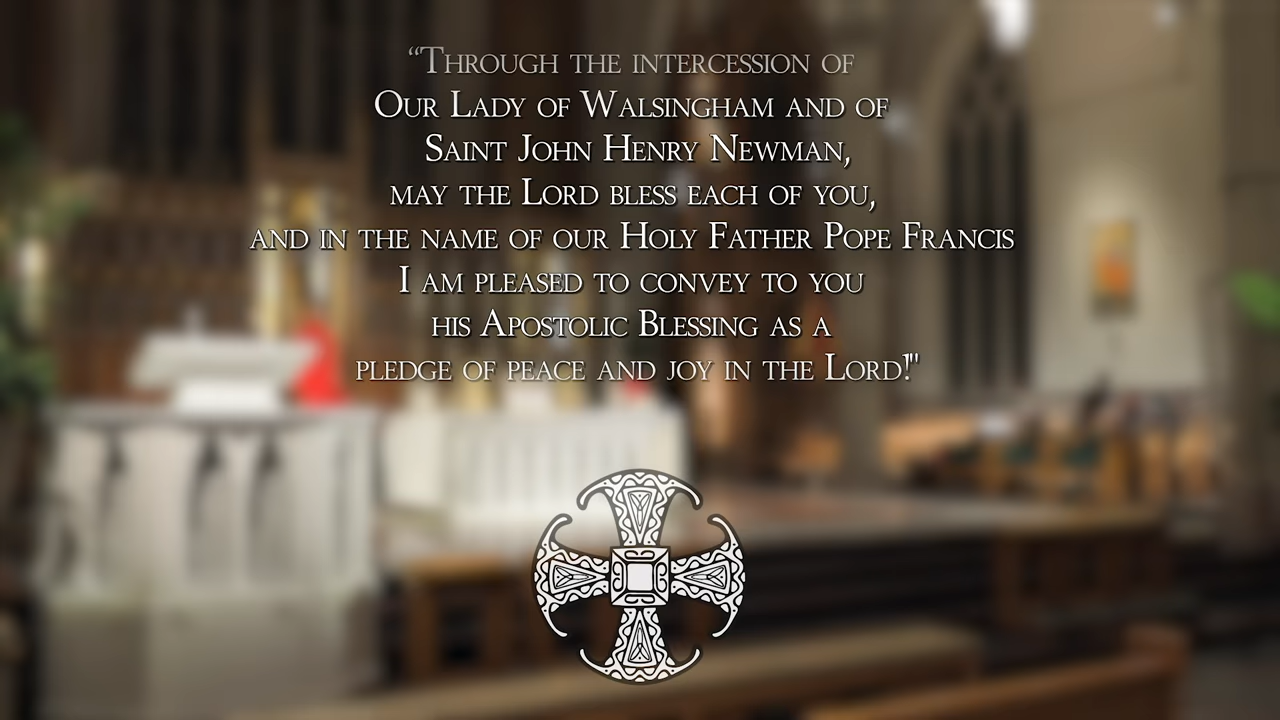 “Through the intercession of
Our Lady of Walsingham and of
Saint John Henry Newman,
may the Lord bless each of you,
and in the name of our Holy Father Pope Francis
I am pleased to convey to you
his Apostolic Blessing as a
pledge of peace and joy in the Lord!"